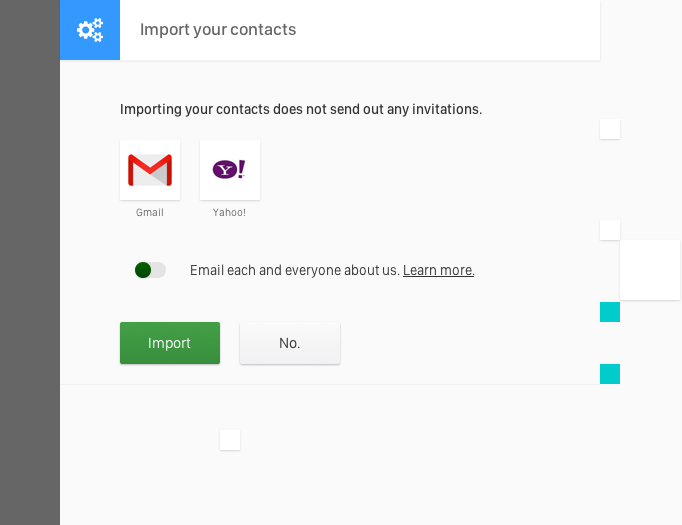 Import your contacts
Importing your contacts does not send out any invitations.
Y!
Gmail
Yahoo!
Email each and everyone about us. Learn more.
Import
No.